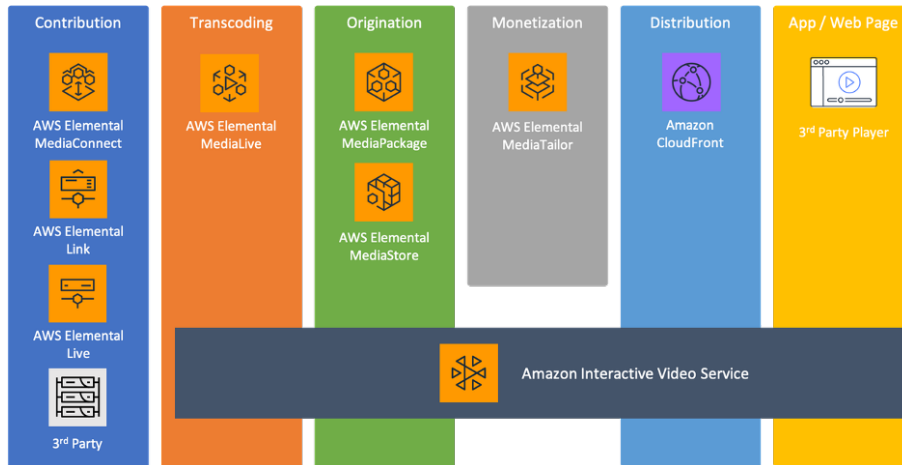 Contribution
AWS Elemental
MediaConnect
AWS Elemental
Link
AWS Elemental
Live
3rd Party
Transcoding
AWS Elemental
MediaLive
Origination
AWS Elemental
MediaPackage
AWS Elemental
MediaStore
Monetization
AWS Elemental
MediaTailor
Distribution
Amazon
CloudFront
App / Web Page
3rd Party Player
Amazon Interactive Video Service